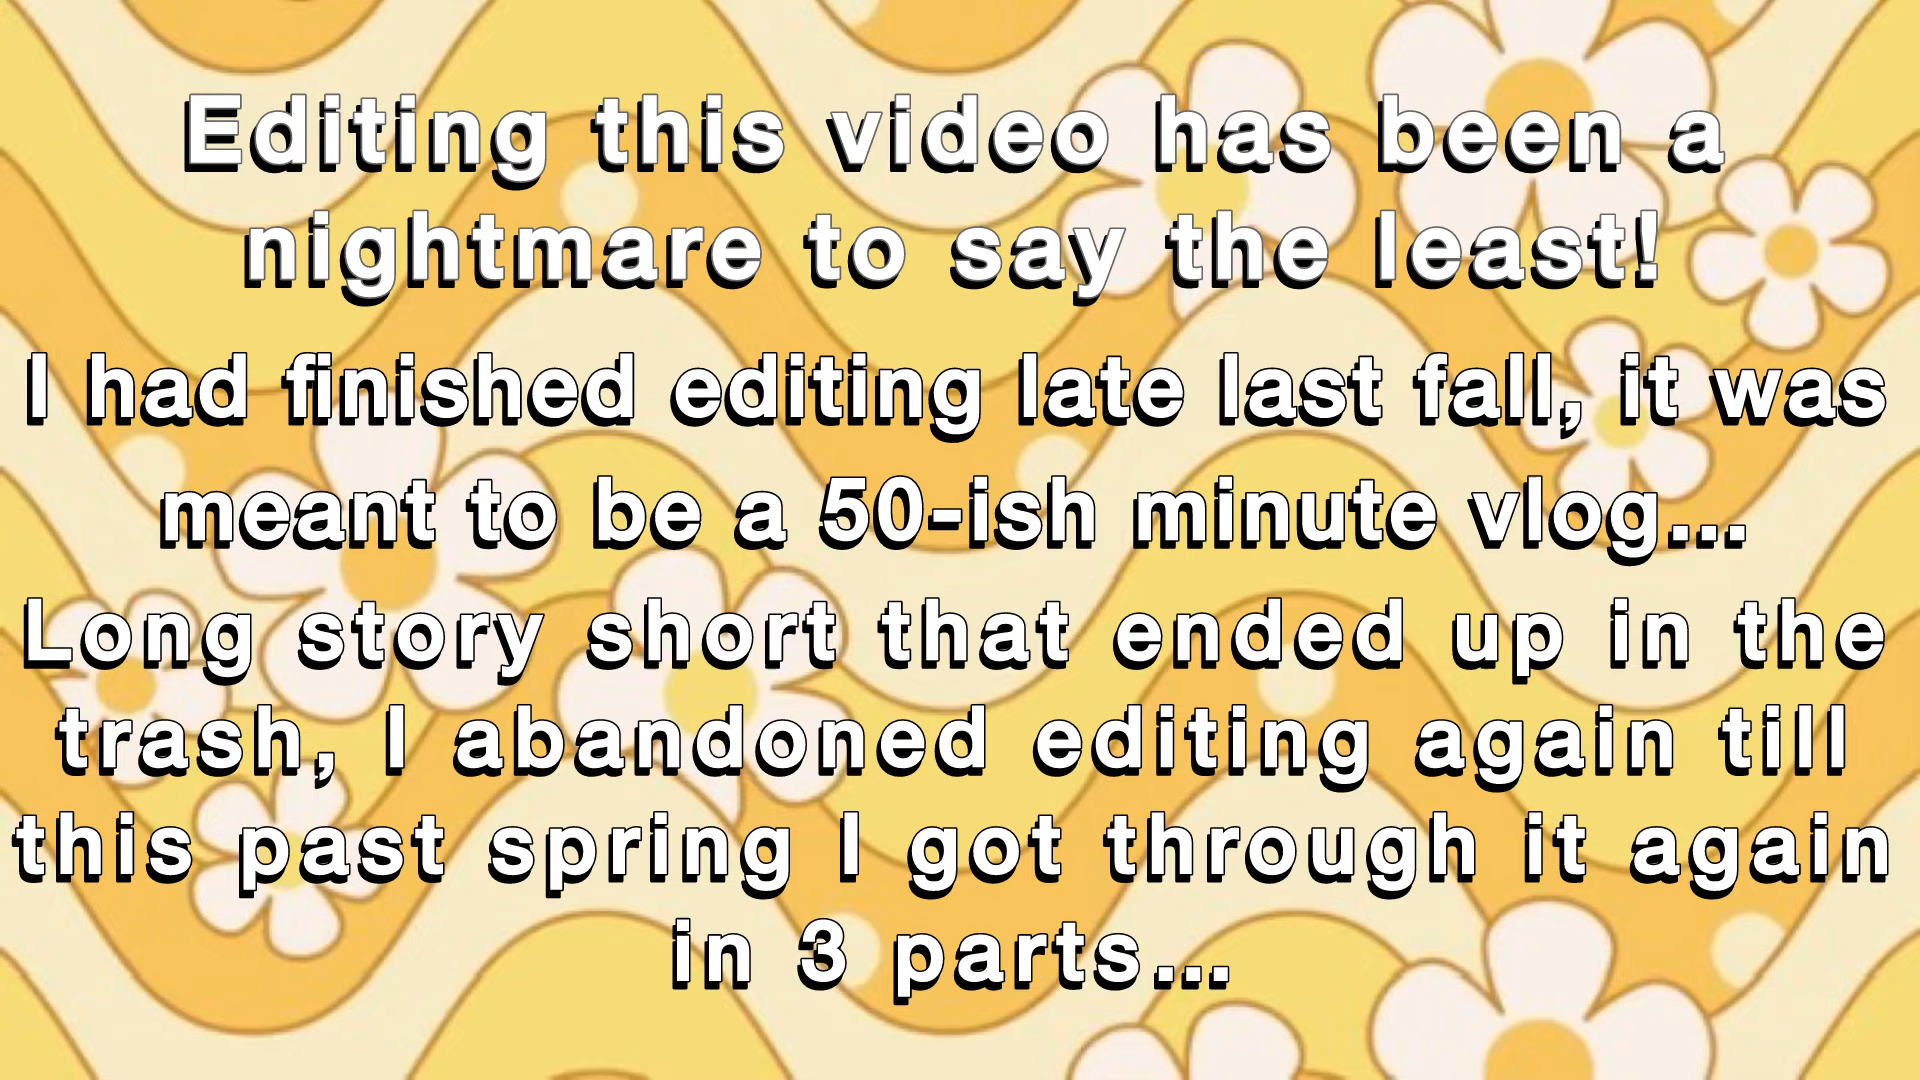 Editing this video has been a
nightmare to say the least!
I had finished editing late last fall, it was
meant to be a 50-ish minute vlog...
Long story short that ended up in the
trash, I abandoned editing again till
this past spring I got through it again
in 3 parts...